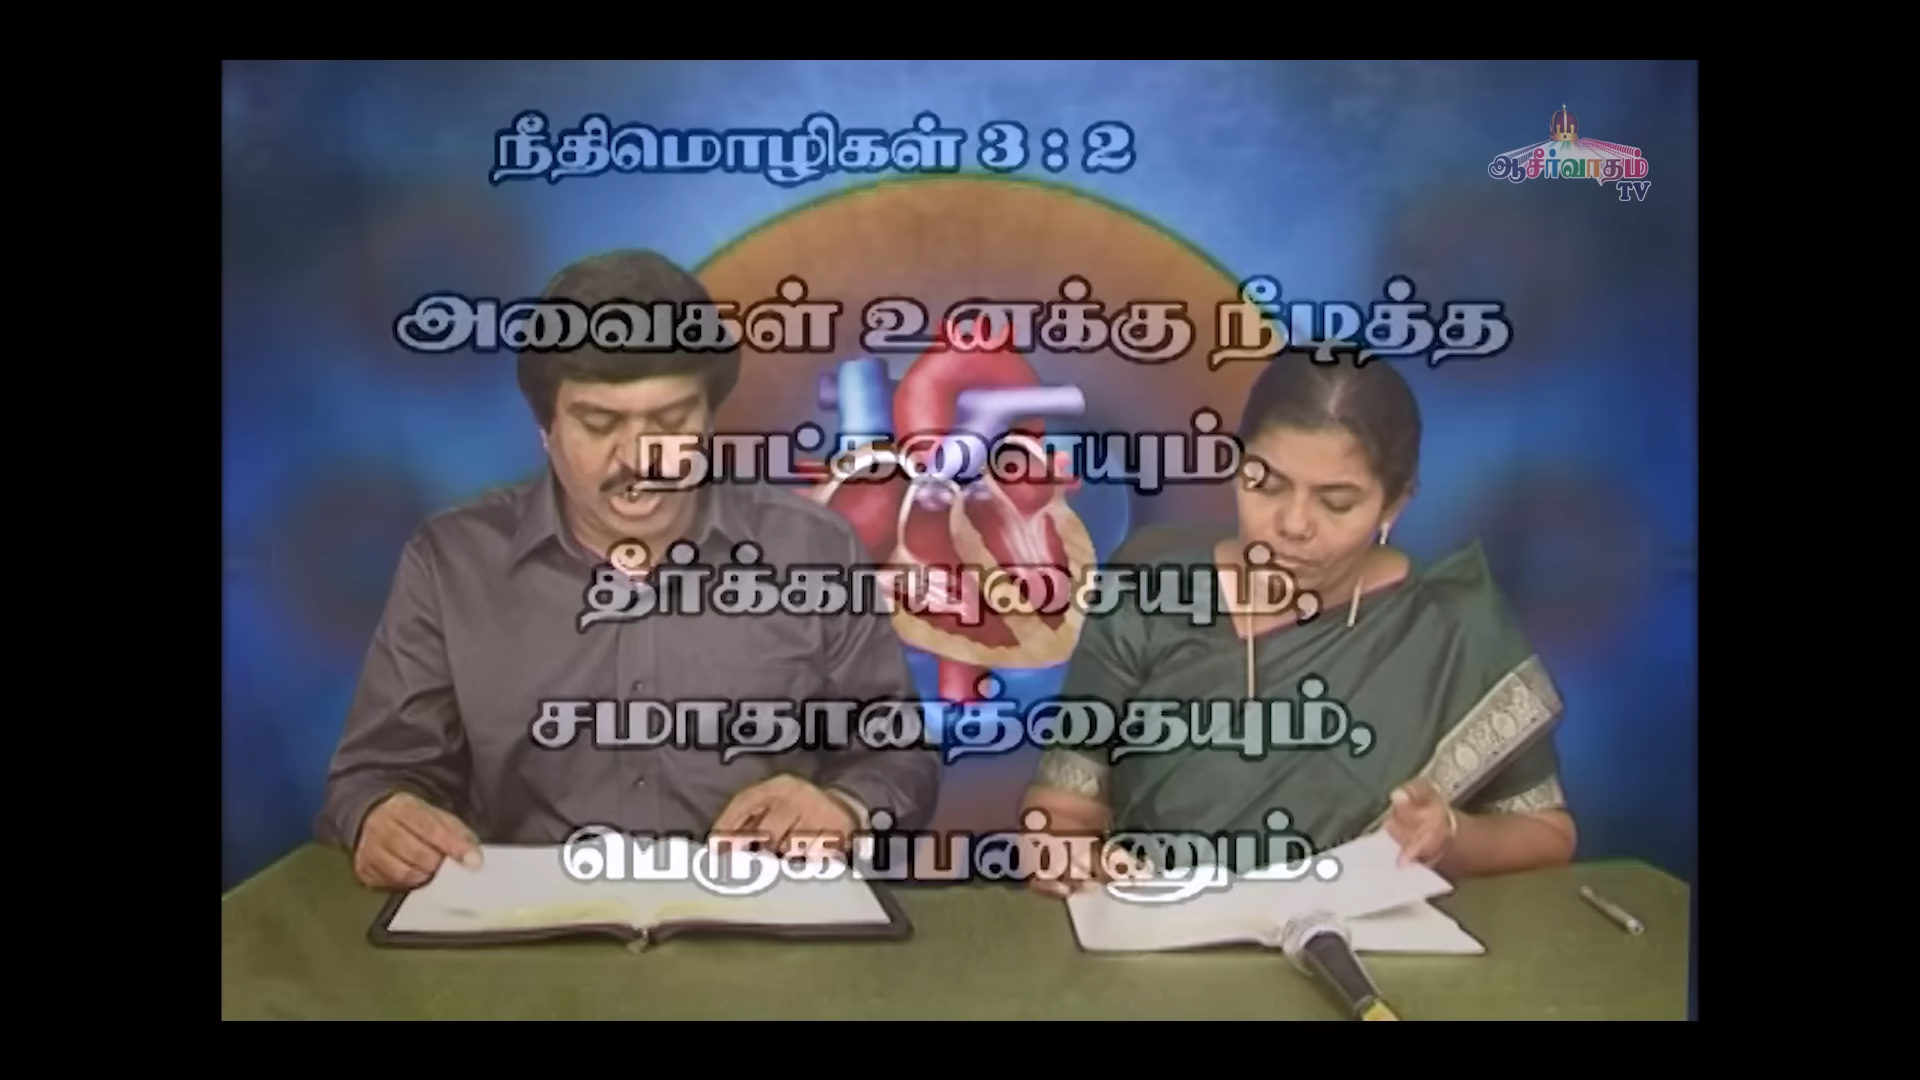 நீதிமொழிகள் 3 : 2
ஆசீர்வாதம்
TV
அவைகள் உனக்கு நீடித்த
நாட்களையும்,
தீர்க்காயுசையும்,
சமாதானத்தையும்,
பெருகப்பண்ணும்.